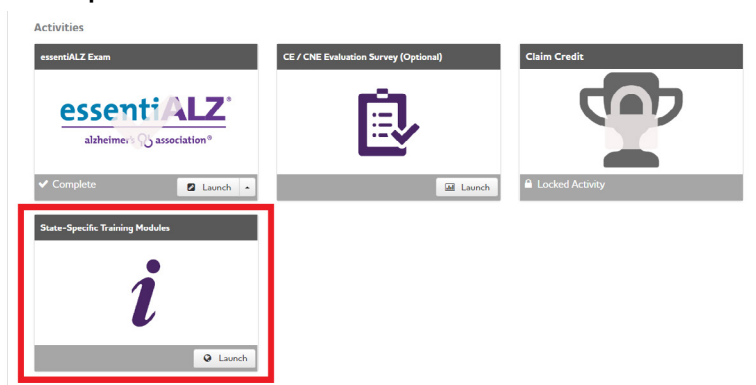 Activities
essentiALZ Exam
CE / CNE Evaluation Survey (Optional)
Claim Credit
essentiALZ®
alzheimer's association®
Complete
Launch
Launch
Locked Activity
State-Specific Training Modules
i
Launch